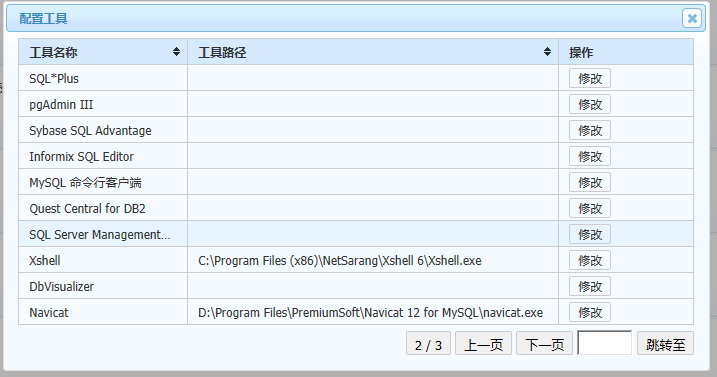 配置工具
工具名称 工具路径 操作
SQL*Plus 修改
pgAdmin III 修改
Sybase SQL Advantage 修改
Informix SQL Editor 修改
MySQL 命令行客户端 修改
Quest Central for DB2 修改
SQL Server Management... 修改
Xshell C:\Program Files (x86)\NetSarang\Xshell 6\Xshell.exe 修改
DbVisualizer 修改
Navicat D:\Program Files\PremiumSoft\Navicat 12 for MySQL\navicat.exe 修改
2 / 3 上一页 下一页 跳转至